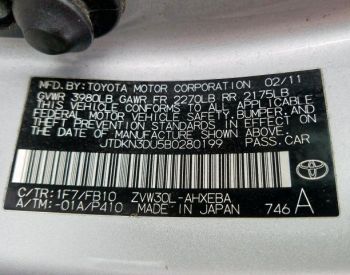 MFD.BY:TOYOTA MOTOR CORPORATION 02/11
GVWR 3980LB GAWR FR 2270LB RR 2175LB
THIS VEHICLE CONFORMS TO ALL APPLICABLE
FEDERAL MOTOR VEHICLE SAFETY, BUMPER AND
THEFT PREVENTION STANDARDS IN EFFECT ON
THE DATE OF MANUFACTURE SHOWN ABOVE.
JTDKN3DU5B0280199 PASS.CAR
C/TR:1F7/FB10 ZVW30L-AHXEBA
A/TM:-01A/P410 MADE IN JAPAN 746 A
TOYOTA